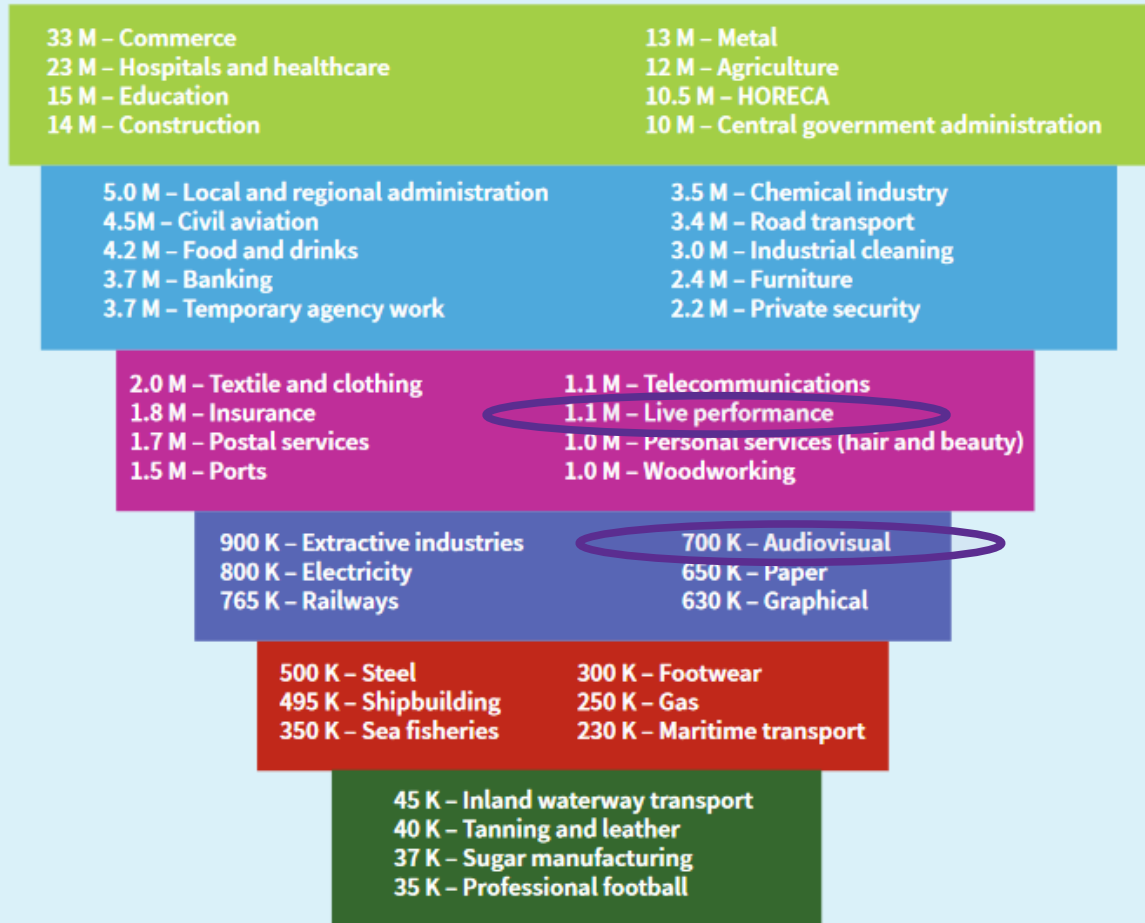 33 M – Commerce
23 M – Hospitals and healthcare
15 M – Education
14 M – Construction
13 M – Metal
12 M – Agriculture
10.5 M – HORECA
10 M – Central government administration
5.0 M – Local and regional administration
4.5M – Civil aviation
4.2 M – Food and drinks
3.7 M – Banking
3.7 M – Temporary agency work
3.5 M – Chemical industry
3.4 M – Road transport
3.0 M – Industrial cleaning
2.4 M – Furniture
2.2 M – Private security
2.0 M – Textile and clothing
1.8 M – Insurance
1.7 M – Postal services
1.5 M – Ports
1.1 M – Telecommunications
1.1 M – Live performance
1.0 M – Personal services (hair and beauty)
1.0 M – Woodworking
900 K – Extractive industries
800 K – Electricity
765 K – Railways
700 K – Audiovisual
650 K – Paper
630 K – Graphical
500 K – Steel
495 K – Shipbuilding
350 K – Sea fisheries
300 K – Footwear
250 K – Gas
230 K – Maritime transport
45 K – Inland waterway transport
40 K – Tanning and leather
37 K – Sugar manufacturing
35 K – Professional football